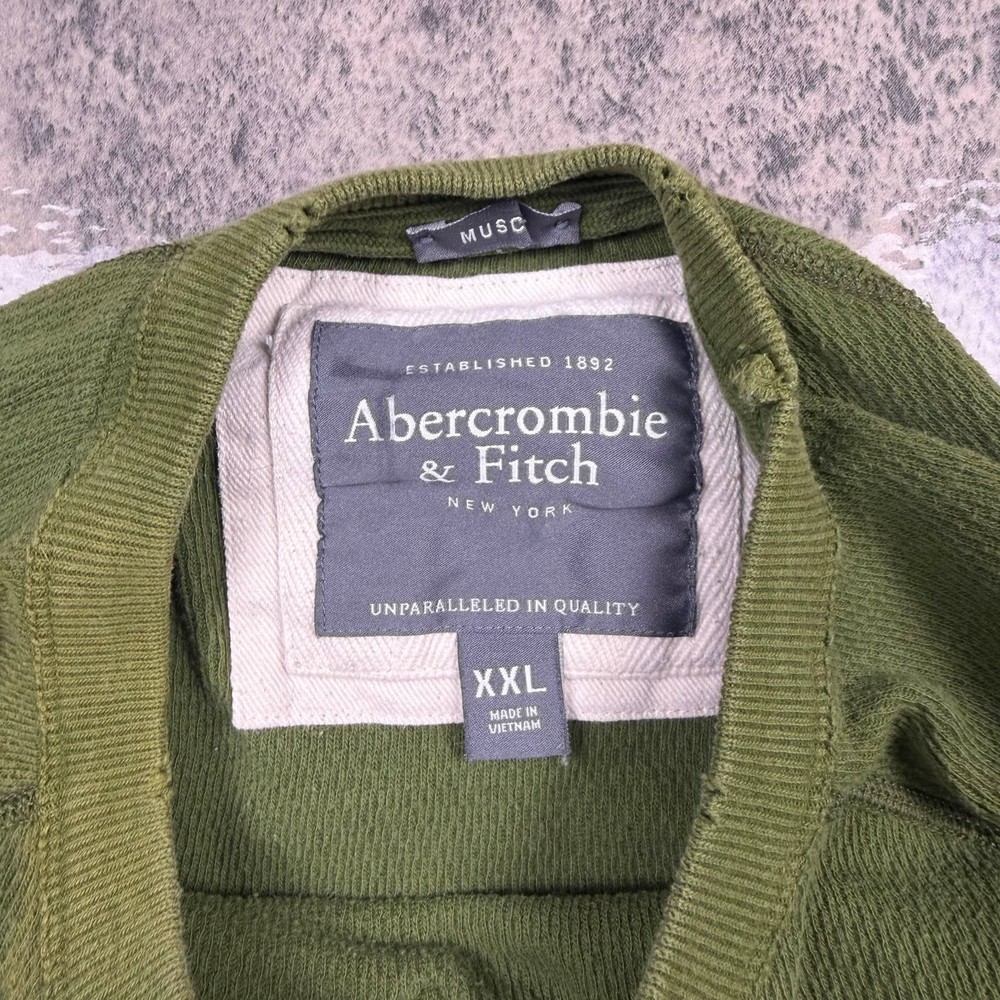 MUSC
ESTABLISHED 1892
Abercrombie
& Fitch
NEW YORK
UNPARALLELED IN QUALITY
XXL
MADE IN
VIETNAM